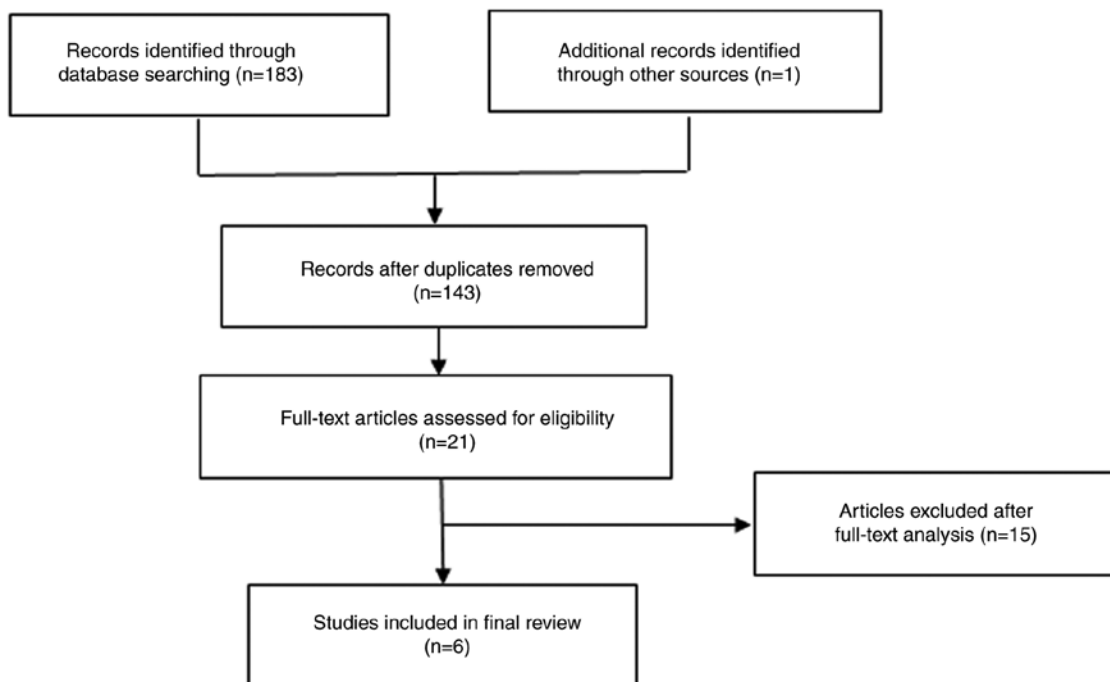 Records identified through
database searching (n=183)
Additional records identified
through other sources (n=1)
Records after duplicates removed
(n=143)
Full-text articles assessed for eligibility
(n=21)
Articles excluded after
full-text analysis (n=15)
Studies included in final review
(n=6)